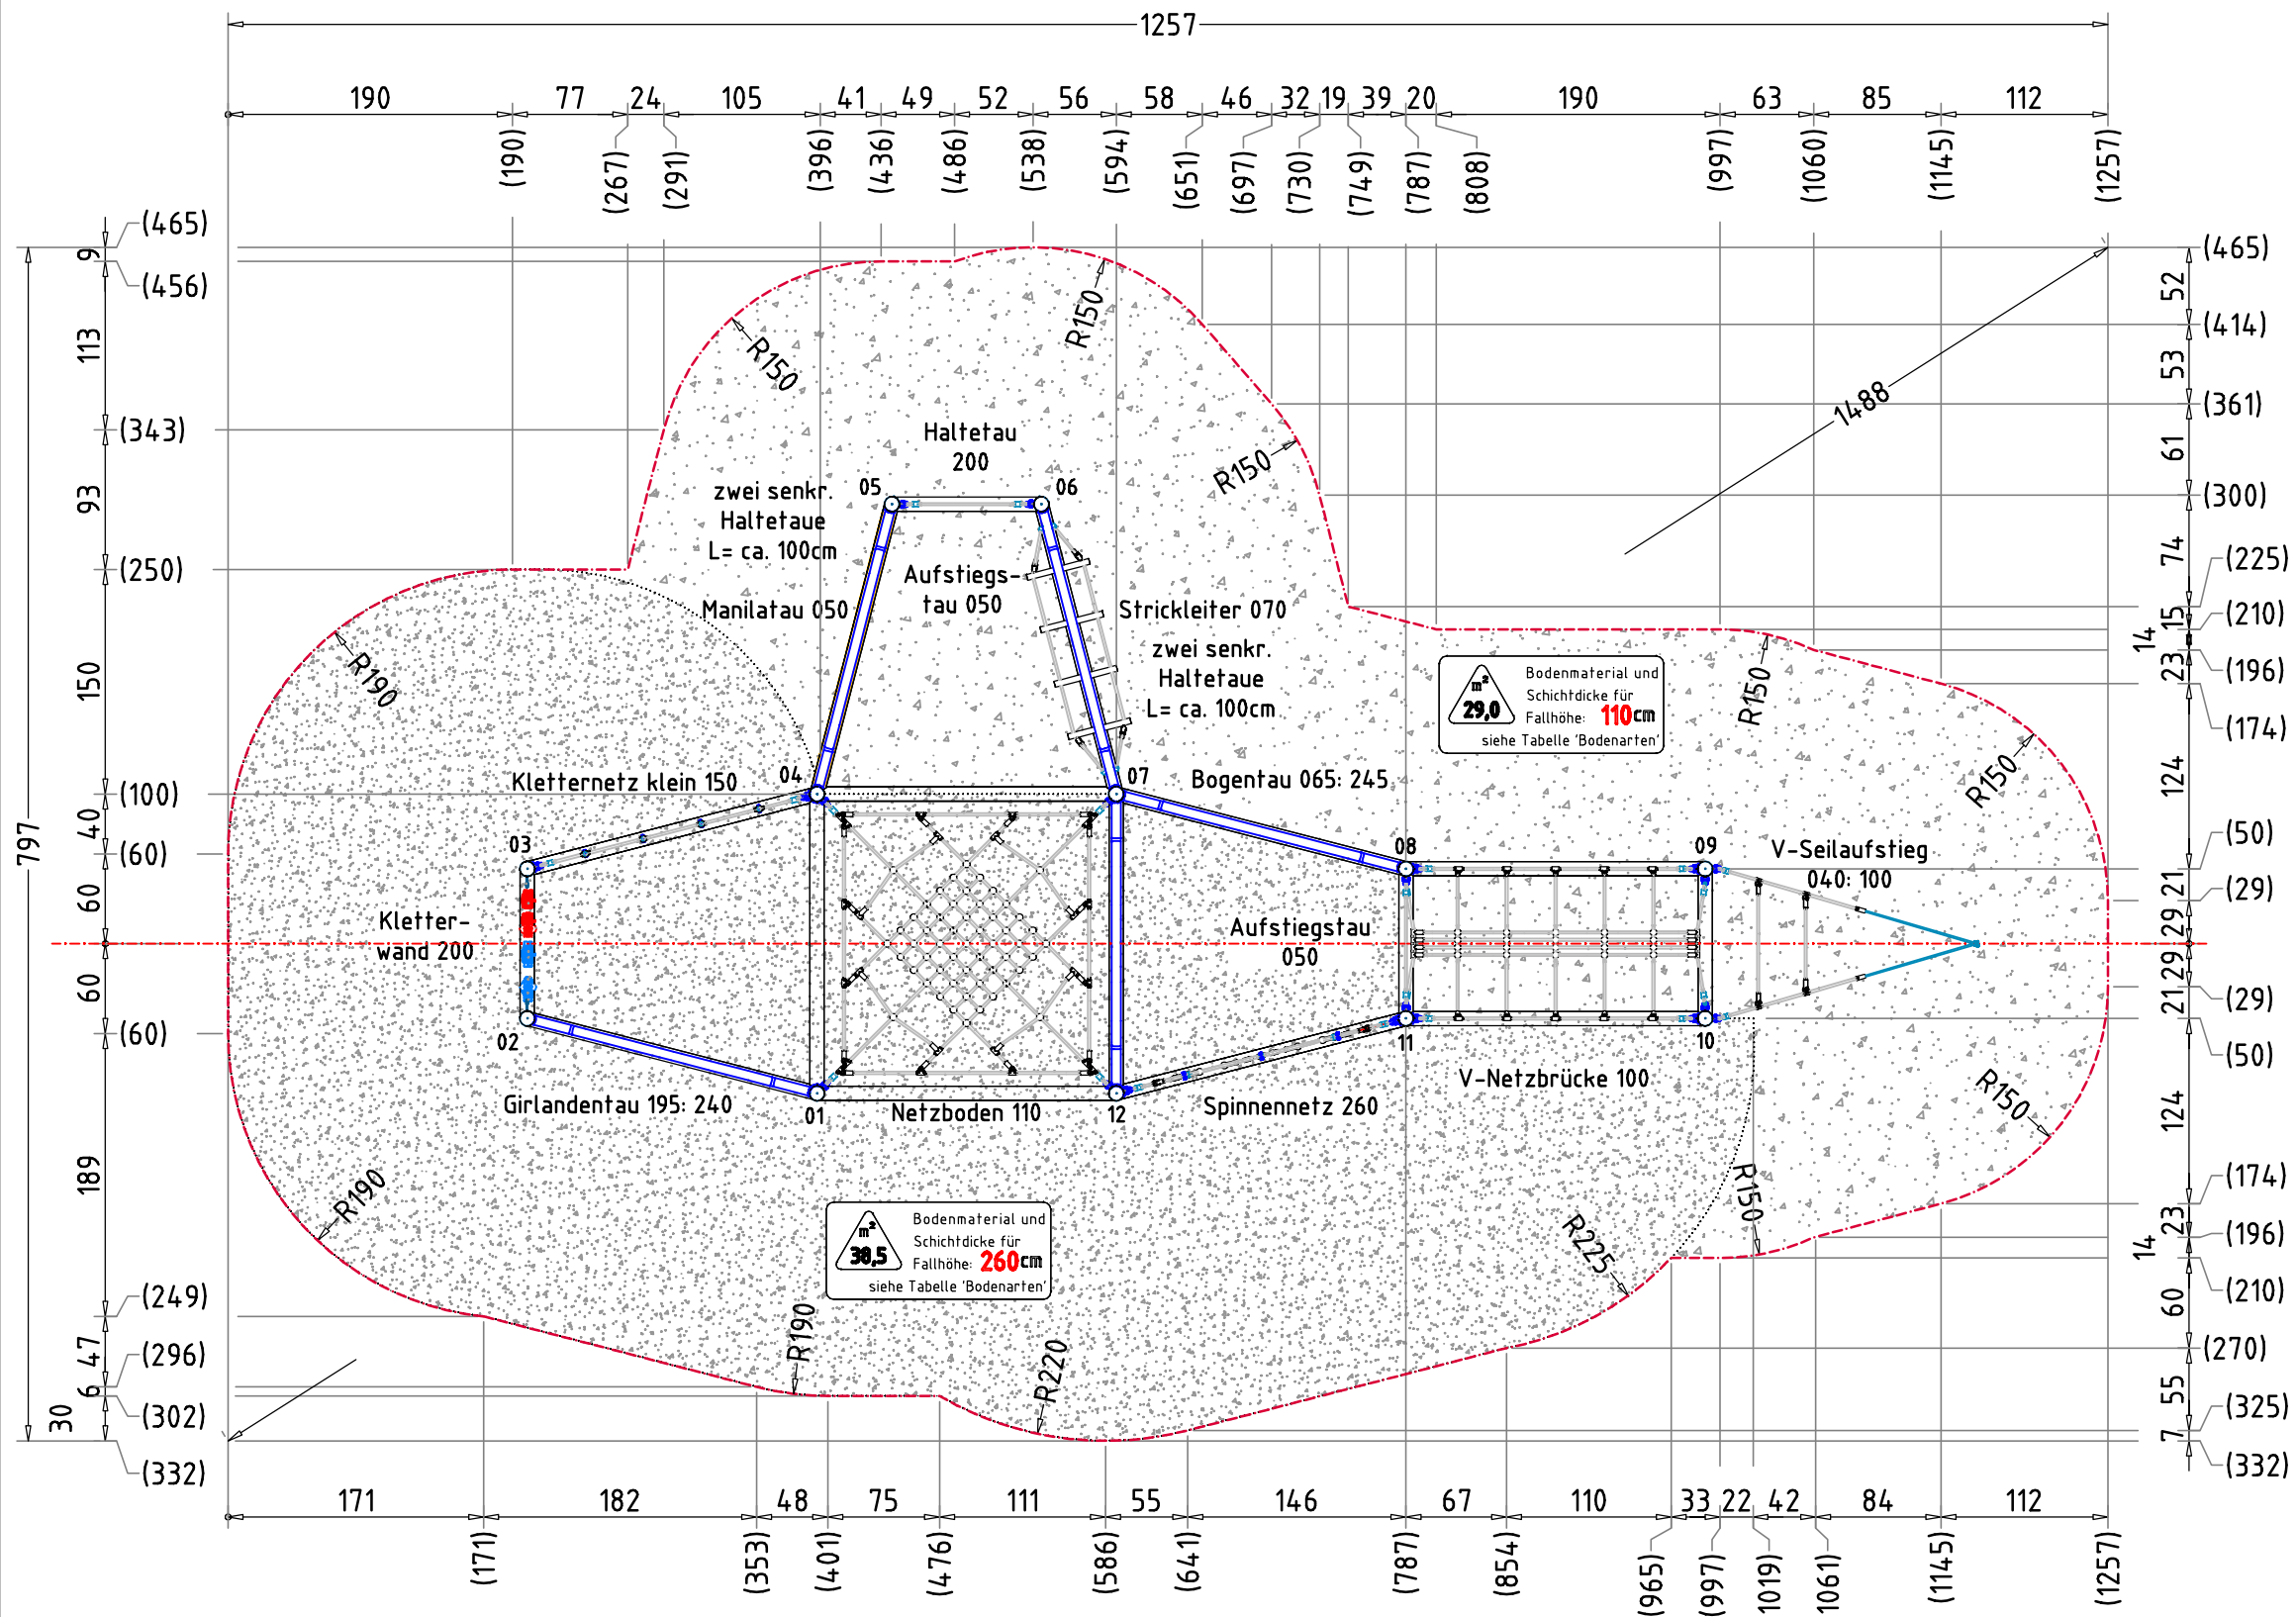 1257
190 77 24 105 41 49 52 56 58 46 32 19 39 20 190 63 85 112
(190) (267) (291) (396) (436) (486) (538) (594) (651) (697) (730) (749) (787) (808) (997) (1060) (1145) (1257)
797
9 113 93 150 40 60 60 189 47 6 30
(465)
(456)
(343)
(250)
(100)
(60)
(60)
(249)
(296)
(302)
(332)
R150
R150
R150
1488
Haltetau
200
05
06
zwei senkr.
Haltetaue
L= ca. 100cm
Aufstiegs-
tau 050
Manilatau 050
Strickleiter 070
zwei senkr.
Haltetaue
L= ca. 100cm
R190
m²
29,0
Bodenmaterial und
Schichtdicke für
Fallhöhe: 110cm
siehe Tabelle 'Bodenarten'
R150
R150
Kletternetz klein 150
04
07
Bogentau 065: 245
03
08
09
V-Seilaufstieg
040: 100
Kletter-
wand 200
Aufstiegstau
050
02
11
10
Girlandentau 195: 240
01
Netzboden 110
12
Spinnennetz 260
V-Netzbrücke 100
R150
R190
R150
R225
m²
38,5
Bodenmaterial und
Schichtdicke für
Fallhöhe: 260cm
siehe Tabelle 'Bodenarten'
R190
R220
52 53 61 74 15 14 23 124 21 29 29 21 124 23 14 60 55 7
(465)
(414)
(361)
(300)
(225)
(210)
(196)
(174)
(50)
(29)
(29)
(50)
(174)
(196)
(210)
(270)
(325)
(332)
171 182 48 75 111 55 146 67 110 33 22 42 84 112
(171) (353) (401) (476) (586) (641) (787) (854) (965) (997) 1019) 1061) (1145) (1257)